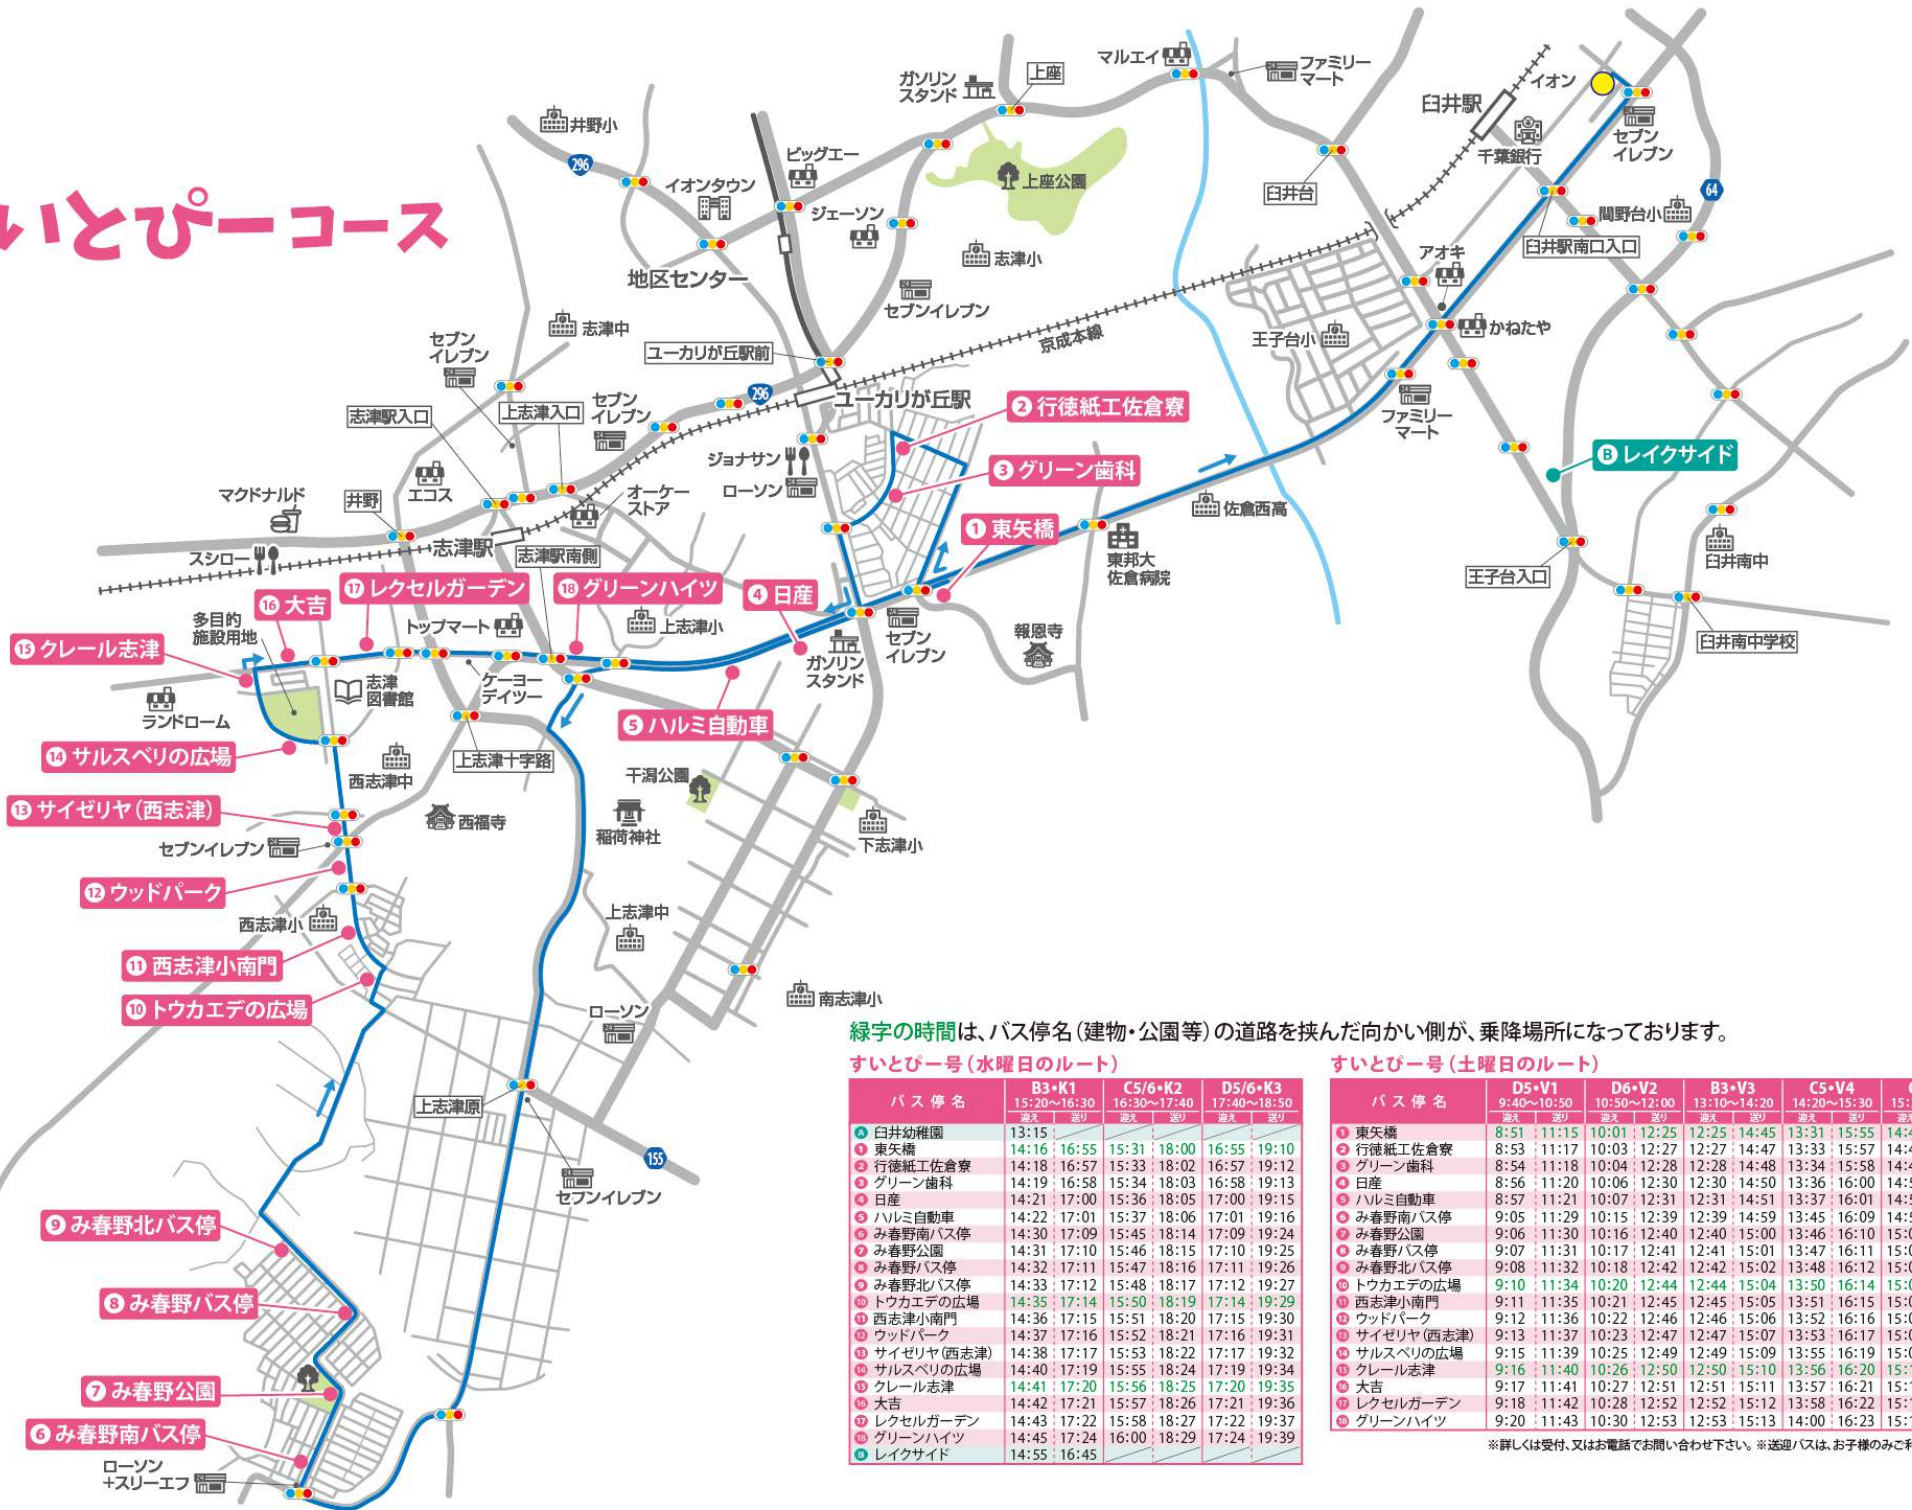 いとぴーコース
井野小
296
ガソリン
スタンド
上座
マルエイ
ファミリー
マート
臼井駅
イオン
セブン
イレブン
千葉銀行
64
ビッグエー
イオンタウン
ジェーソン
上座公園
臼井台
間野台小
臼井駅南口入口
地区センター
志津小
アオキ
セブンイレブン
志津中
セブン
イレブン
ユーカリが丘駅前
京成本線
王子台小
かねたや
296
セブン
イレブン
ユーカリが丘駅
ファミリー
マート
志津駅入口
上志津入口
② 行徳紙工佐倉寮
ジョナサン
ローソン
③ グリーン歯科
B レイクサイド
マクドナルド
井野
エコス
オーケー
ストア
佐倉西高
① 東矢橋
スシロー
志津駅
志津駅南側
東邦大
佐倉病院
王子台入口
臼井南中
⑯ 大吉
⑰ レクセルガーデン
⑱ グリーンハイツ
④ 日産
多目的
施設用地
トップマート
上志津小
⑮ クレール志津
ガソリン
スタンド
セブン
イレブン
報恩寺
臼井南中学校
ランドローム
志津
図書館
ケーヨー
デイツー
⑤ ハルミ自動車
⑭ サルスベリの広場
西志津中
上志津十字路
干潟公園
⑬ サイゼリヤ(西志津)
西福寺
稲荷神社
下志津小
セブンイレブン
⑫ ウッドパーク
西志津小
上志津中
⑪ 西志津小南門
⑩ トウカエデの広場
南志津小
ローソン
上志津原
155
セブンイレブン
⑨ み春野北バス停
⑧ み春野バス停
⑦ み春野公園
⑥ み春野南バス停
ローソン
+スリーエフ
緑字の時間は、バス停名(建物・公園等)の道路を挟んだ向かい側が、乗降場所になっております。
すいとぴー号(水曜日のルート)
バス停名 B3・K1 C5/6・K2 D5/6・K3
15:20〜16:30 16:30〜17:40 17:40〜18:50
迎え 送り 迎え 送り 迎え 送り
A 臼井幼稚園 13:15
① 東矢橋 14:16 16:55 15:31 18:00 16:55 19:10
② 行徳紙工佐倉寮 14:18 16:57 15:33 18:02 16:57 19:12
③ グリーン歯科 14:19 16:58 15:34 18:03 16:58 19:13
④ 日産 14:21 17:00 15:36 18:05 17:00 19:15
⑤ ハルミ自動車 14:22 17:01 15:37 18:06 17:01 19:16
⑥ み春野南バス停 14:30 17:09 15:45 18:14 17:09 19:24
⑦ み春野公園 14:31 17:10 15:46 18:15 17:10 19:25
⑧ み春野バス停 14:32 17:11 15:47 18:16 17:11 19:26
⑨ み春野北バス停 14:33 17:12 15:48 18:17 17:12 19:27
⑩ トウカエデの広場 14:35 17:14 15:50 18:19 17:14 19:29
⑪ 西志津小南門 14:36 17:15 15:51 18:20 17:15 19:30
⑫ ウッドパーク 14:37 17:16 15:52 18:21 17:16 19:31
⑬ サイゼリヤ(西志津) 14:38 17:17 15:53 18:22 17:17 19:32
⑭ サルスベリの広場 14:40 17:19 15:55 18:24 17:19 19:34
⑮ クレール志津 14:41 17:20 15:56 18:25 17:20 19:35
⑯ 大吉 14:42 17:21 15:57 18:26 17:21 19:36
⑰ レクセルガーデン 14:43 17:22 15:58 18:27 17:22 19:37
⑱ グリーンハイツ 14:45 17:24 16:00 18:29 17:24 19:39
B レイクサイド 14:55 16:45
すいとぴー号(土曜日のルート)
バス停名 D5・V1 D6・V2 B3・V3 C5・V4
9:40〜10:50 10:50〜12:00 13:10〜14:20 14:20〜15:30
迎え 送り 迎え 送り 迎え 送り 迎え 送り
① 東矢橋 8:51 11:15 10:01 12:25 12:25 14:45 13:31 15:55
② 行徳紙工佐倉寮 8:53 11:17 10:03 12:27 12:27 14:47 13:33 15:57
③ グリーン歯科 8:54 11:18 10:04 12:28 12:28 14:48 13:34 15:58
④ 日産 8:56 11:20 10:06 12:30 12:30 14:50 13:36 16:00
⑤ ハルミ自動車 8:57 11:21 10:07 12:31 12:31 14:51 13:37 16:01
⑥ み春野南バス停 9:05 11:29 10:15 12:39 12:39 14:59 13:45 16:09
⑦ み春野公園 9:06 11:30 10:16 12:40 12:40 15:00 13:46 16:10
⑧ み春野バス停 9:07 11:31 10:17 12:41 12:41 15:01 13:47 16:11
⑨ み春野北バス停 9:08 11:32 10:18 12:42 12:42 15:02 13:48 16:12
⑩ トウカエデの広場 9:10 11:34 10:20 12:44 12:44 15:04 13:50 16:14
⑪ 西志津小南門 9:11 11:35 10:21 12:45 12:45 15:05 13:51 16:15
⑫ ウッドパーク 9:12 11:36 10:22 12:46 12:46 15:06 13:52 16:16
⑬ サイゼリヤ(西志津) 9:13 11:37 10:23 12:47 12:47 15:07 13:53 16:17
⑭ サルスベリの広場 9:15 11:39 10:25 12:49 12:49 15:09 13:55 16:19
⑮ クレール志津 9:16 11:40 10:26 12:50 12:50 15:10 13:56 16:20
⑯ 大吉 9:17 11:41 10:27 12:51 12:51 15:11 13:57 16:21
⑰ レクセルガーデン 9:18 11:42 10:28 12:52 12:52 15:12 13:58 16:22
⑱ グリーンハイツ 9:20 11:43 10:30 12:53 12:53 15:13 14:00 16:23
※詳しくは受付、又はお電話でお問い合わせ下さい。※送迎バスは、お子様のみご利